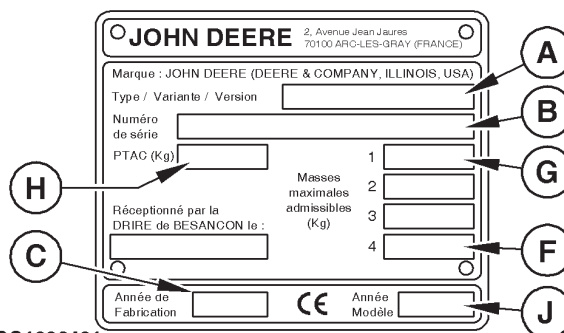 JOHN DEERE
2, Avenue Jean Jaures
70100 ARC-LES-GRAY (FRANCE)
Marque : JOHN DEERE (DEERE & COMPANY, ILLINOIS, USA)
Type / Variante / Version
A
Numéro
de série
B
PTAC (Kg)
H
Masses
maximales
admissibles
(Kg)
1
2
3
4
G
F
Réceptionné par la
DRIRE de BESANCON le :
C
Année de
Fabrication
CE
Année
Modèle
J